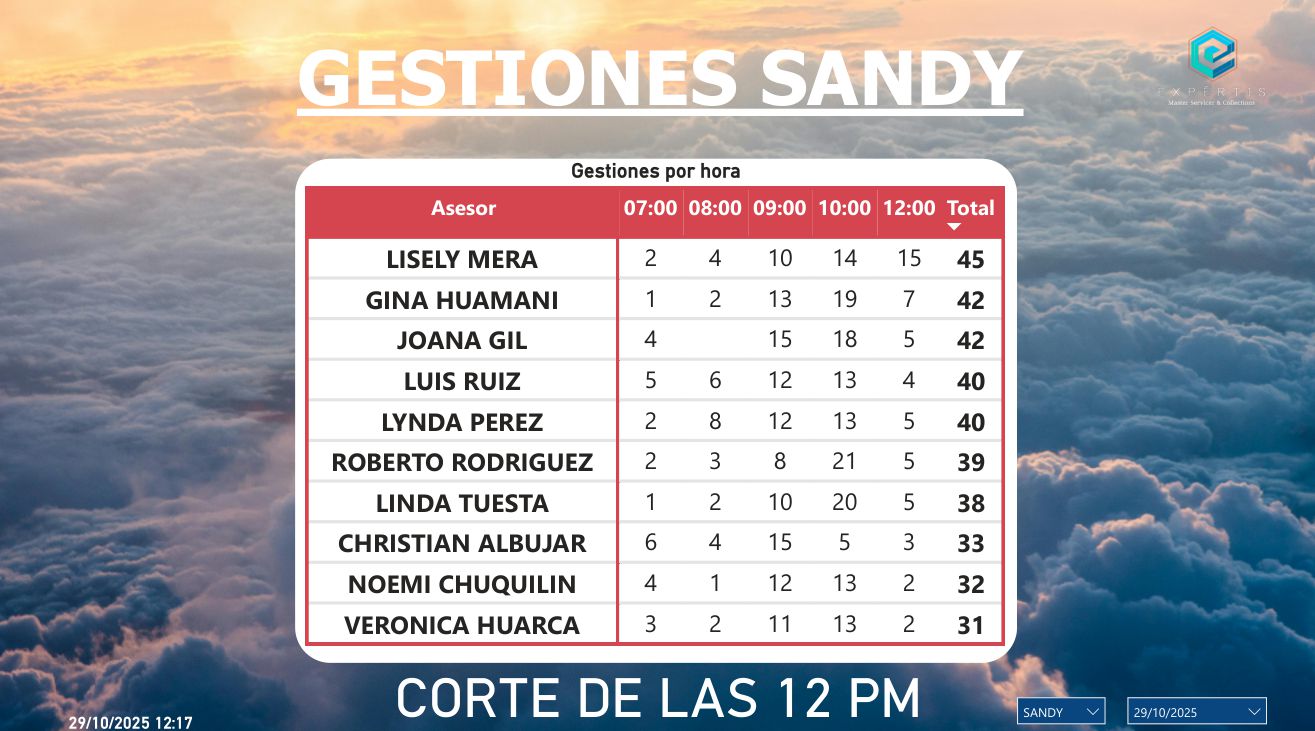 GESTIONES SANDY
EXPERTIS
Master Servicer & Collections
Gestiones por hora
Asesor 07:00 08:00 09:00 10:00 12:00 Total
LISELY MERA 2 4 10 14 15 45
GINA HUAMANI 1 2 13 19 7 42
JOANA GIL 4 15 18 5 42
LUIS RUIZ 5 6 12 13 4 40
LYNDA PEREZ 2 8 12 13 5 40
ROBERTO RODRIGUEZ 2 3 8 21 5 39
LINDA TUESTA 1 2 10 20 5 38
CHRISTIAN ALBUJAR 6 4 15 5 3 33
NOEMI CHUQUILIN 4 1 12 13 2 32
VERONICA HUARCA 3 2 11 13 2 31
CORTE DE LAS 12 PM
29/10/2025 12:17
SANDY
29/10/2025